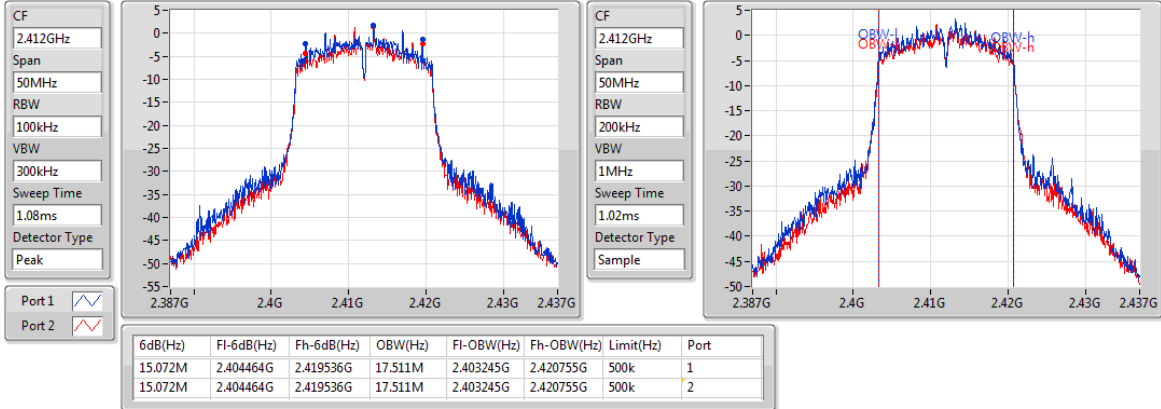 CF
2.412GHz
Span
50MHz
RBW
100kHz
VBW
300kHz
Sweep Time
1.08ms
Detector Type
Peak
Port 1
Port 2
5
0
-5
-10
-15
-20
-25
-30
-35
-40
-45
-50
-55
2.387G 2.4G 2.41G 2.42G 2.43G 2.437G
CF
2.412GHz
Span
50MHz
RBW
200kHz
VBW
1MHz
Sweep Time
1.02ms
Detector Type
Sample
5
0
-5
-10
-15
-20
-25
-30
-35
-40
-45
-50
OBW-l OBW-h
OBW-l OBW-h
2.387G 2.4G 2.41G 2.42G 2.43G 2.437G
6dB(Hz) Fl-6dB(Hz) Fh-6dB(Hz) OBW(Hz) Fl-OBW(Hz) Fh-OBW(Hz) Limit(Hz) Port
15.072M 2.404464G 2.419536G 17.511M 2.403245G 2.420755G 500k 1
15.072M 2.404464G 2.419536G 17.511M 2.403245G 2.420755G 500k 2